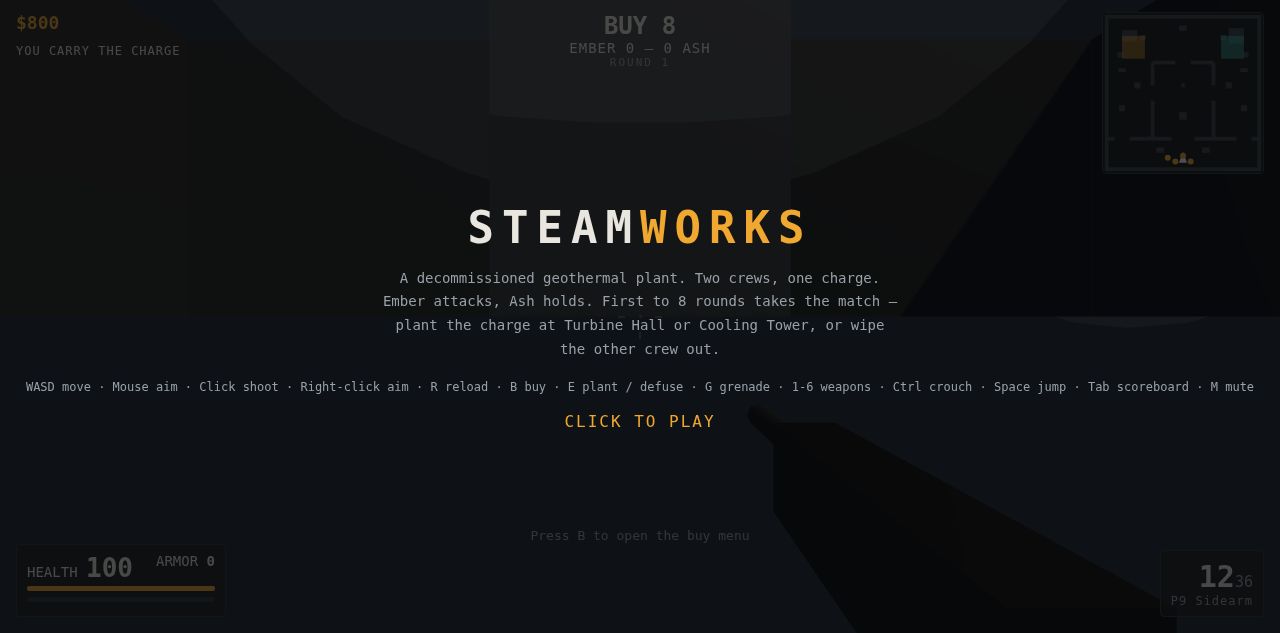 $800
YOU CARRY THE CHARGE
BUY 8
EMBER 0 — 0 ASH
ROUND 1
STEAMWORKS
A decommissioned geothermal plant. Two crews, one charge.
Ember attacks, Ash holds. First to 8 rounds takes the match —
plant the charge at Turbine Hall or Cooling Tower, or wipe
the other crew out.
WASD move · Mouse aim · Click shoot · Right-click aim · R reload · B buy · E plant / defuse · G grenade · 1-6 weapons · Ctrl crouch · Space jump · Tab scoreboard · M mute
CLICK TO PLAY
Press B to open the buy menu
HEALTH 100 ARMOR 0
12 36
P9 Sidearm